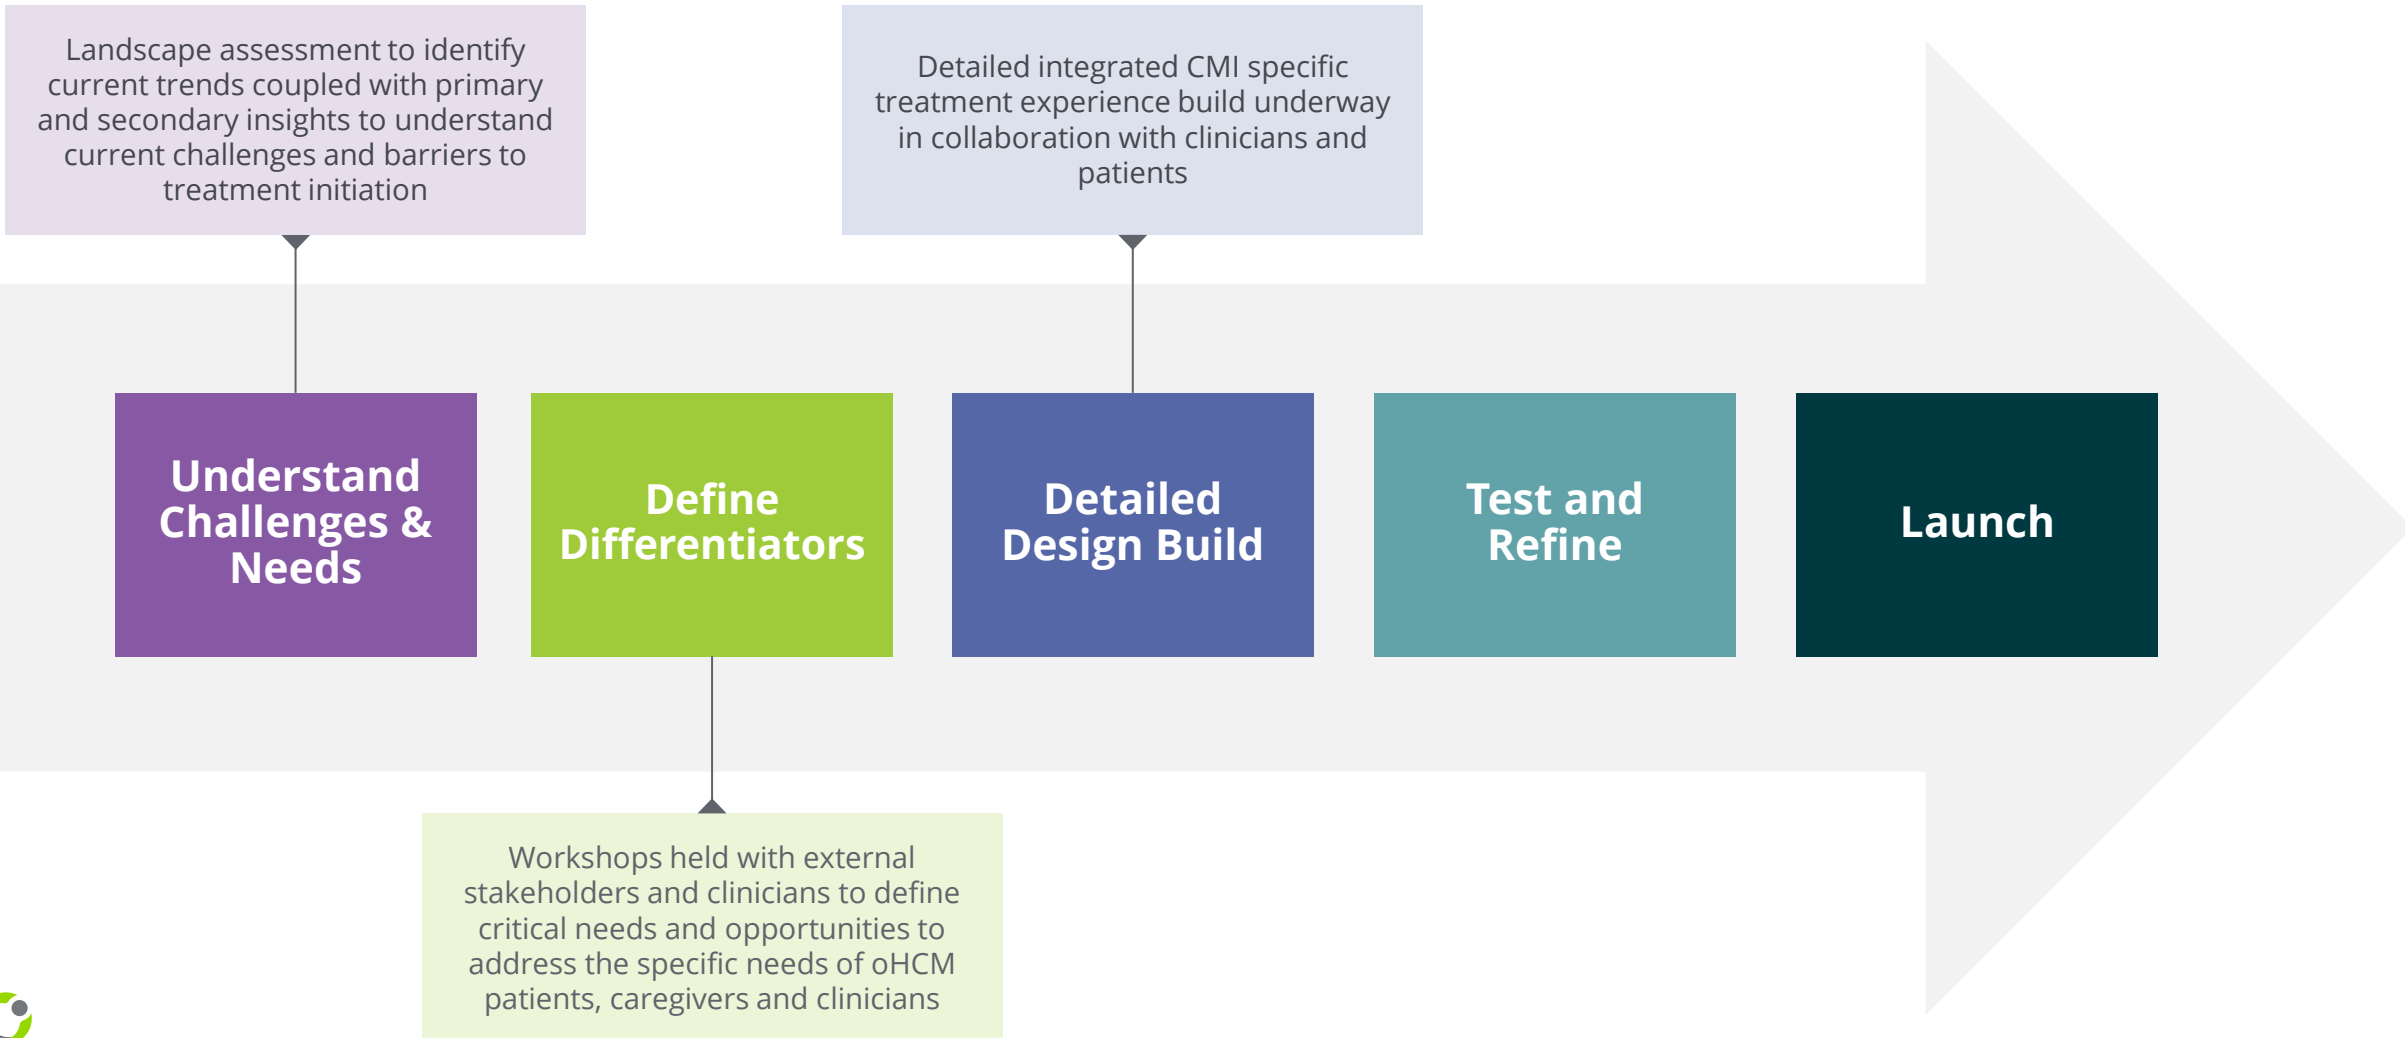 Landscape assessment to identify
current trends coupled with primary
and secondary insights to understand
current challenges and barriers to
treatment initiation
Detailed integrated CMI specific
treatment experience build underway
in collaboration with clinicians and
patients
Understand
Challenges &
Needs
Define
Differentiators
Detailed
Design Build
Test and
Refine
Launch
Workshops held with external
stakeholders and clinicians to define
critical needs and opportunities to
address the specific needs of oHCM
patients, caregivers and clinicians